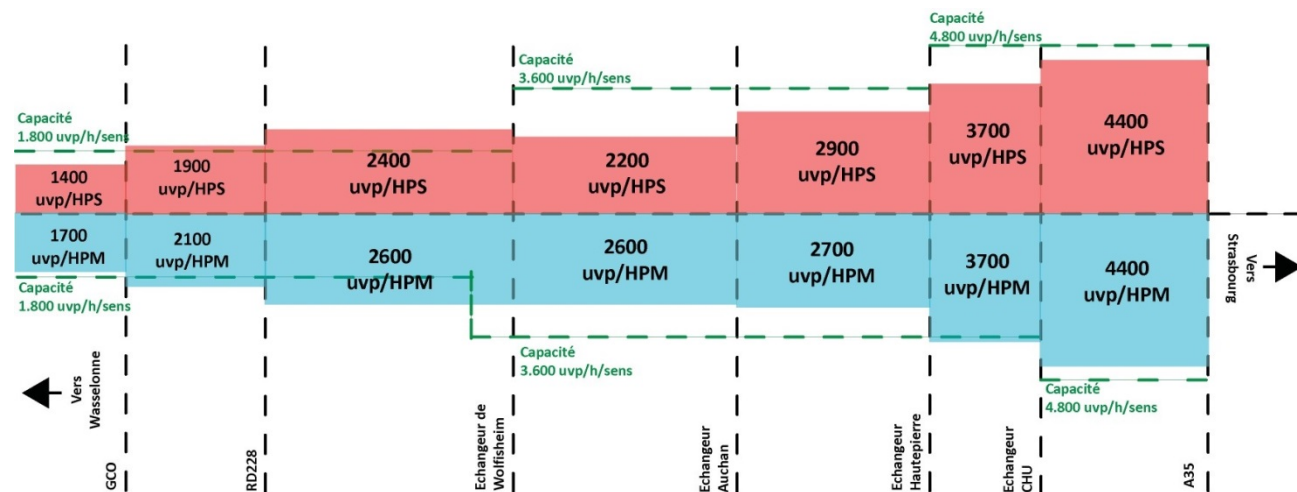 Capacité
4.800 uvp/h/sens
Capacité
3.600 uvp/h/sens
Capacité
1.800 uvp/h/sens
1400
uvp/HPS
1900
uvp/HPS
2400
uvp/HPS
2200
uvp/HPS
2900
uvp/HPS
3700
uvp/HPS
4400
uvp/HPS
1700
uvp/HPM
2100
uvp/HPM
2600
uvp/HPM
2600
uvp/HPM
2700
uvp/HPM
3700
uvp/HPM
4400
uvp/HPM
Vers
Strasbourg
Capacité
1.800 uvp/h/sens
Capacité
3.600 uvp/h/sens
Capacité
4.800 uvp/h/sens
Vers
Wasselonne
GCO
RD228
Echangeur de
Wolfisheim
Echangeur
Auchan
Echangeur
Hautepierre
Echangeur
CHU
A35